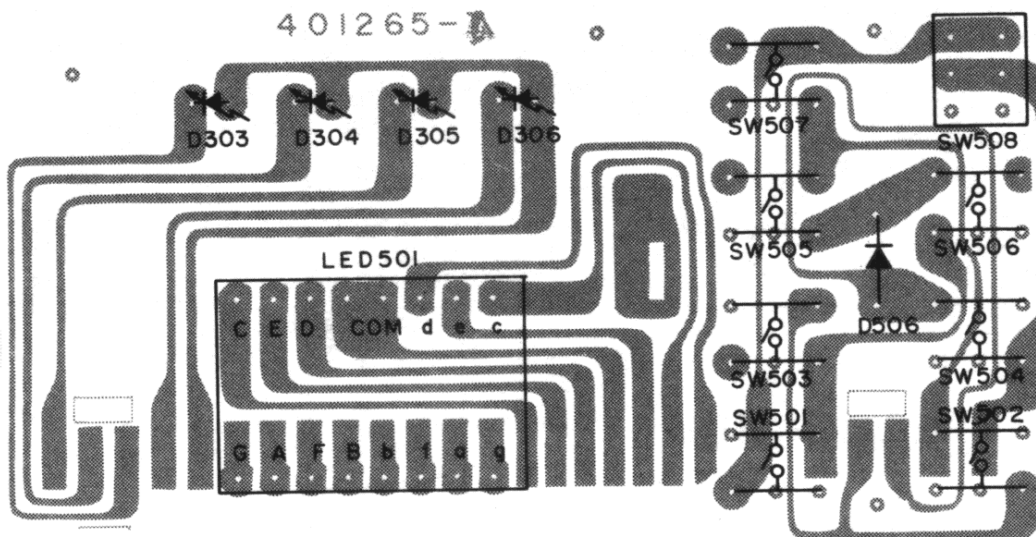 401265-A
D303 D304 D305 D306 SW507 SW508
LED501 SW505 SW506
C E D COM d e c D506
SW503 SW504
SW501 SW502
G A F B b f a g